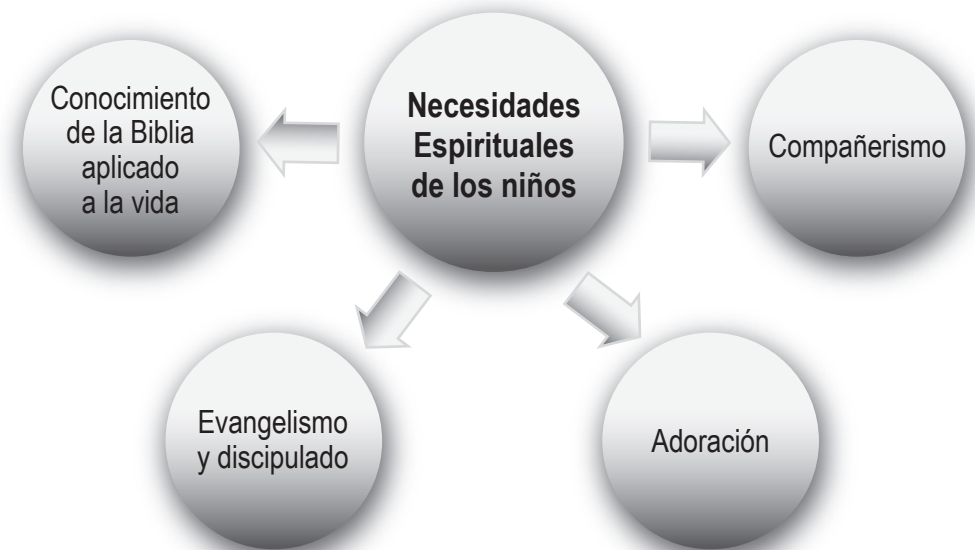 Necesidades
Espirituales
de los niños
Conocimiento
de la Biblia
aplicado
a la vida
Compañerismo
Evangelismo
y discipulado
Adoración